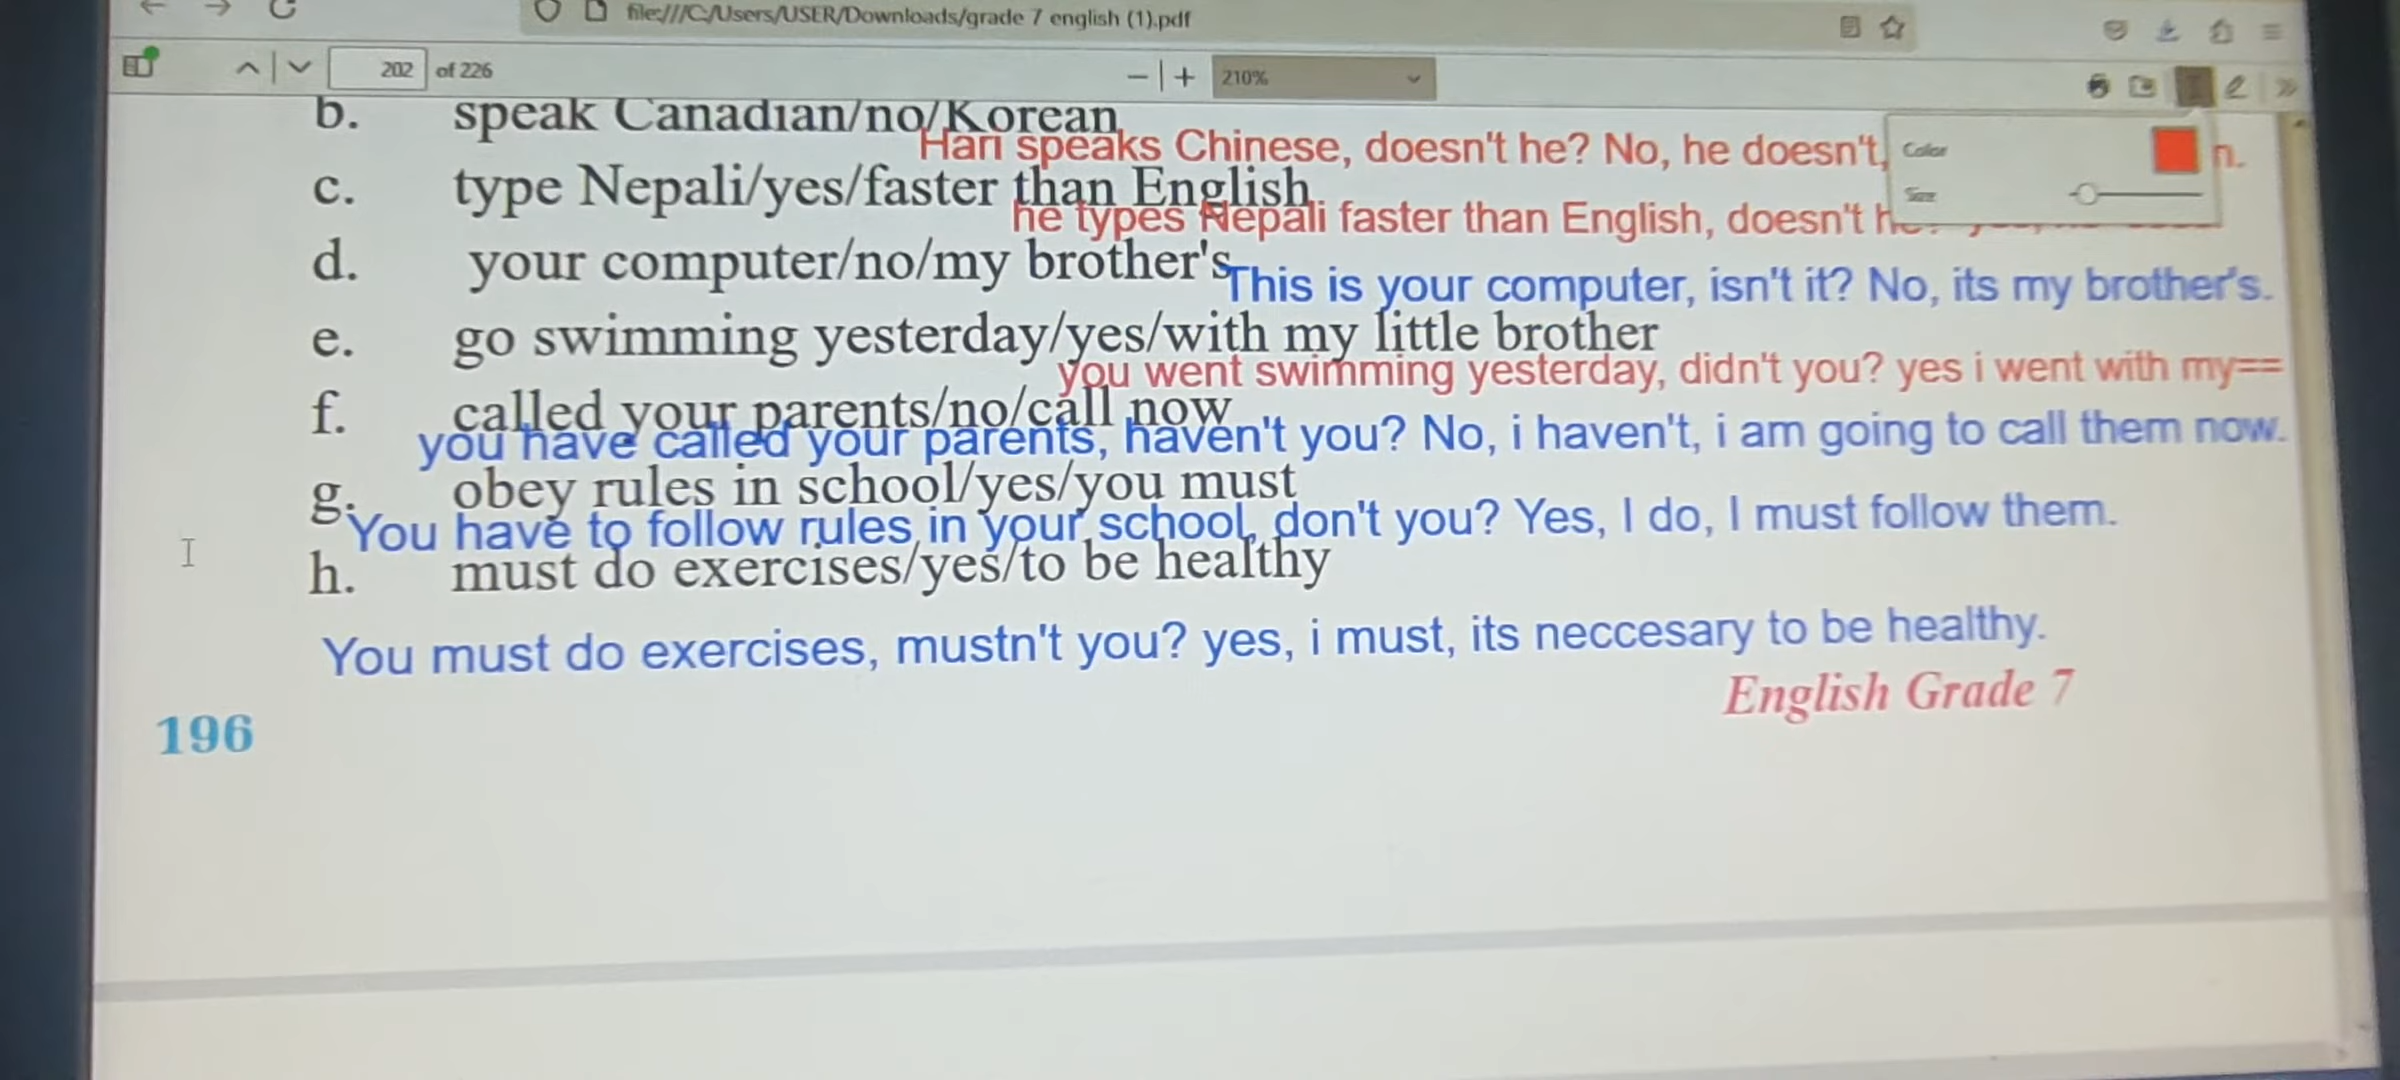 file:///C:/Users/USER/Downloads/grade 7 english (1).pdf
202 of 226
210%
b. speak Canadian/no/Korean
Hari speaks Chinese, doesn't he? No, he doesn't, n.
Color
c. type Nepali/yes/faster than English
Size
he types Nepali faster than English, doesn't
d. your computer/no/my brother's
This is your computer, isn't it? No, its my brother's.
e. go swimming yesterday/yes/with my little brother
you went swimming yesterday, didn't you? yes i went with my==
f. called your parents/no/call now
you have called your parents, haven't you? No, i haven't, i am going to call them now.
g. obey rules in school/yes/you must
You have to follow rules in your school, don't you? Yes, I do, I must follow them.
h. must do exercises/yes/to be healthy
You must do exercises, mustn't you? yes, i must, its neccesary to be healthy.
English Grade 7
196